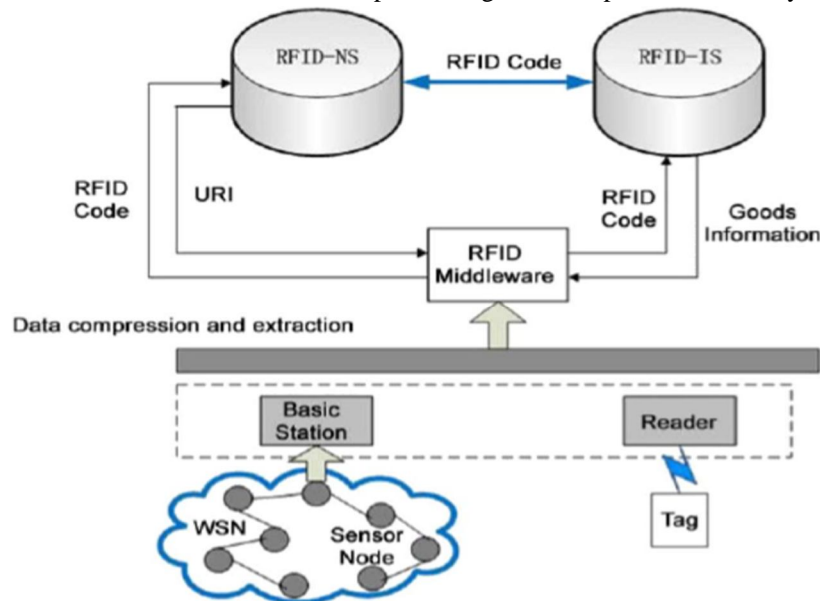 RFID-NS
RFID Code
RFID-IS
RFID
Code
URI
RFID
Code
Goods
Information
RFID
Middleware
Data compression and extraction
Basic
Station
Reader
WSN
Sensor
Node
Tag